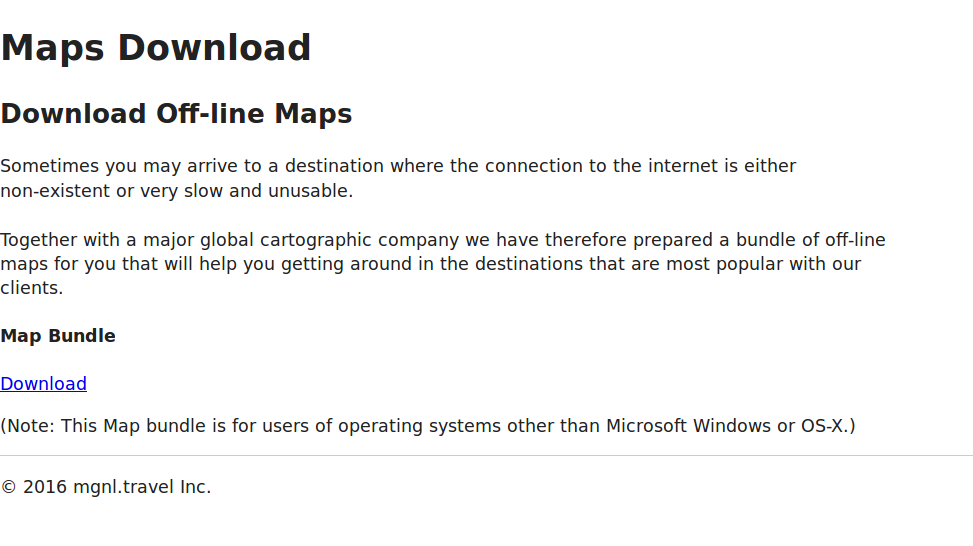 Maps Download
Download Off-line Maps
Sometimes you may arrive to a destination where the connection to the internet is either
non-existent or very slow and unusable.
Together with a major global cartographic company we have therefore prepared a bundle of off-line
maps for you that will help you getting around in the destinations that are most popular with our
clients.
Map Bundle
Download
(Note: This Map bundle is for users of operating systems other than Microsoft Windows or OS-X.)
© 2016 mgnl.travel Inc.